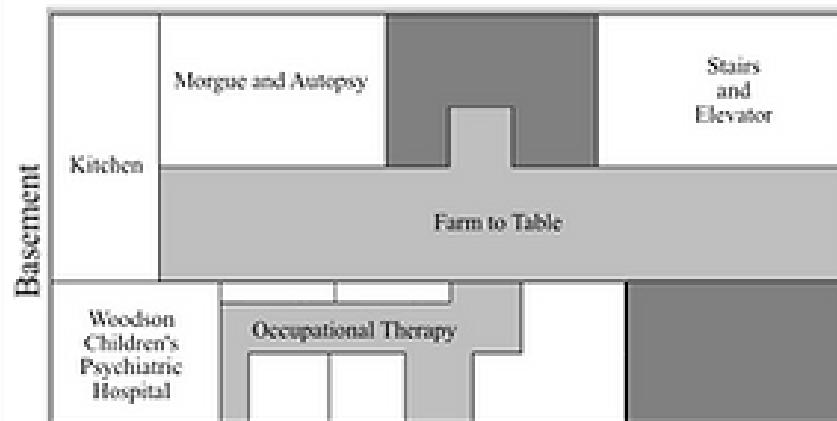 Basement
Kitchen
Morgue and Autopsy
Stairs
and
Elevator
Farm to Table
Woodson
Children's
Psychiatric
Hospital
Occupational Therapy